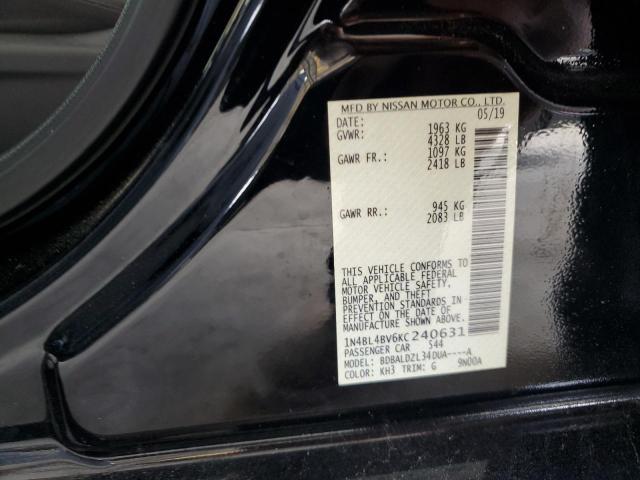 MFD BY NISSAN MOTOR CO., LTD.
DATE: 05/19
GVWR: 1963 KG
4328 LB
GAWR FR.: 1097 KG
2418 LB
GAWR RR.: 945 KG
2083 LB
THIS VEHICLE CONFORMS TO
ALL APPLICABLE FEDERAL
MOTOR VEHICLE SAFETY,
BUMPER, AND THEFT
PREVENTION STANDARDS IN
EFFECT ON THE DATE OF
MANUFACTURE SHOWN ABOVE.
1N4BL4BV6KC240631
PASSENGER CAR 544
MODEL: BDBALDZL34DUA----A
COLOR: KH3 TRIM: G 9N00A